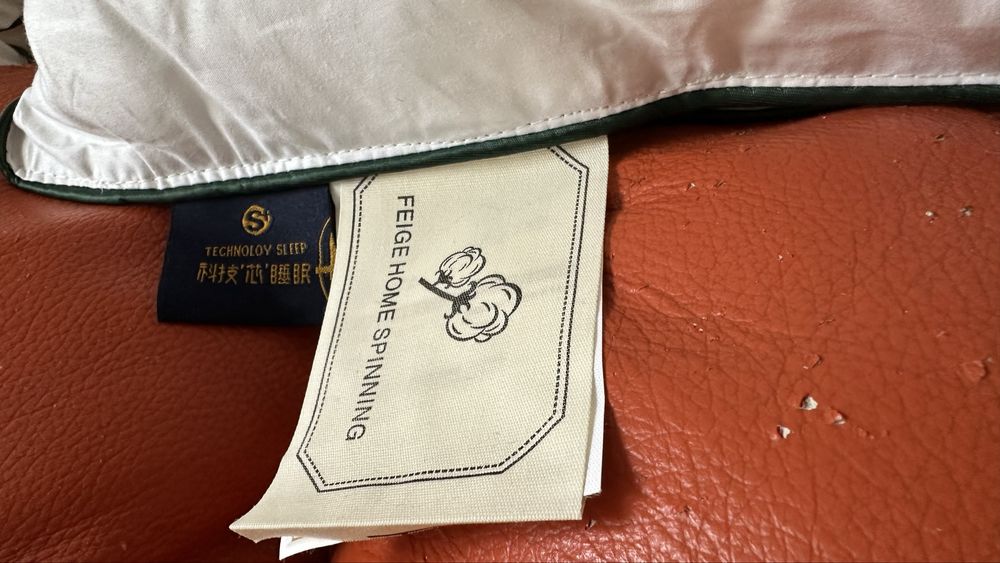 S
TECHNOLOY SLEEP
科技'芯'睡眠
FEIGE HOME SPINNING